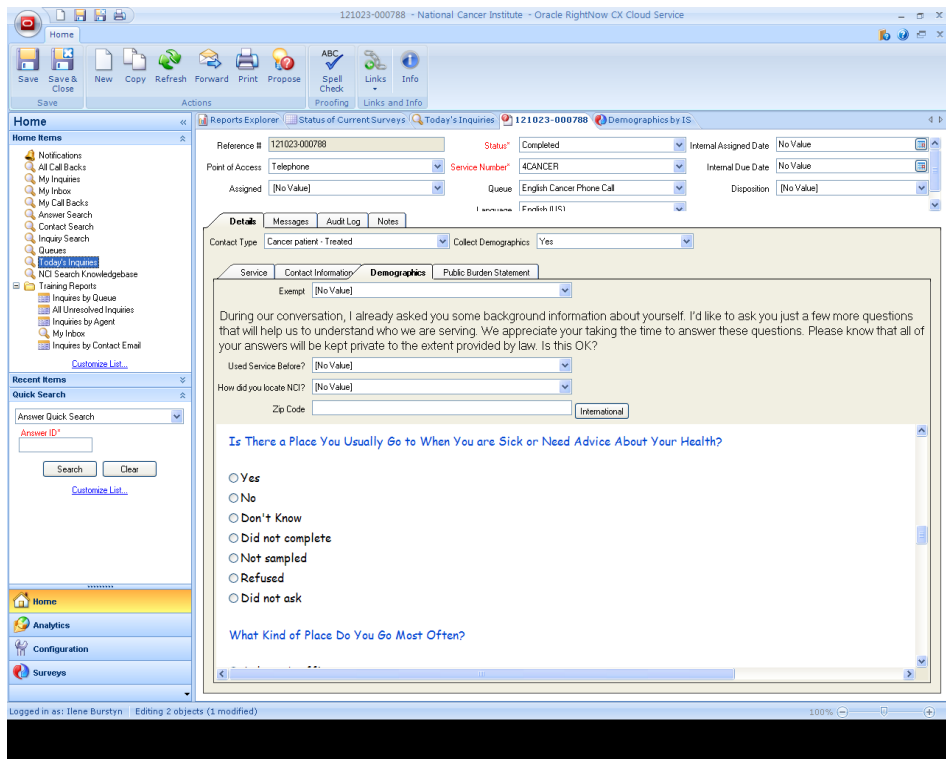 121023-000788 - National Cancer Institute - Oracle RightNow CX Cloud Service
Home
Save
Save & Close
New
Copy
Refresh
Forward
Print
Propose
ABC
Spell Check
Links
Info
Save
Actions
Proofing
Links and Info
Home
Home Items
Notifications
All Call Backs
My Inquiries
My Inbox
My Call Backs
Answer Search
Contact Search
Inquiry Search
Queues
Today's Inquiries
NCI Search Knowledgebase
Training Reports
Inquires by Queue
All Unresolved Inquiries
Inquiries by Agent
My Inbox
Inquires by Contact Email
Customize List...
Recent Items
Quick Search
Answer Quick Search
Answer ID*
Search Clear
Customize List...
Home
Analytics
Configuration
Surveys
Reports Explorer Status of Current Surveys Today's Inquiries 121023-000788 Demographics by IS
Reference # 121023-000788 Status* Completed Internal Assigned Date No Value
Point of Access Telephone Service Number* 4CANCER Internal Due Date No Value
Assigned [No Value] Queue English Cancer Phone Call Disposition [No Value]
Language English (US)
Details Messages Audit Log Notes
Contact Type Cancer patient - Treated Collect Demographics Yes
Service Contact Information Demographics Public Burden Statement
Exempt [No Value]
During our conversation, I already asked you some background information about yourself. I'd like to ask you just a few more questions
that will help us to understand who we are serving. We appreciate your taking the time to answer these questions. Please know that all of
your answers will be kept private to the extent provided by law. Is this OK?
Used Service Before? [No Value]
How did you locate NCI? [No Value]
Zip Code International
Is There a Place You Usually Go to When You are Sick or Need Advice About Your Health?
Yes
No
Don't Know
Did not complete
Not sampled
Refused
Did not ask
What Kind of Place Do You Go Most Often?
Logged in as: Ilene Burstyn Editing 2 objects (1 modified) 100%